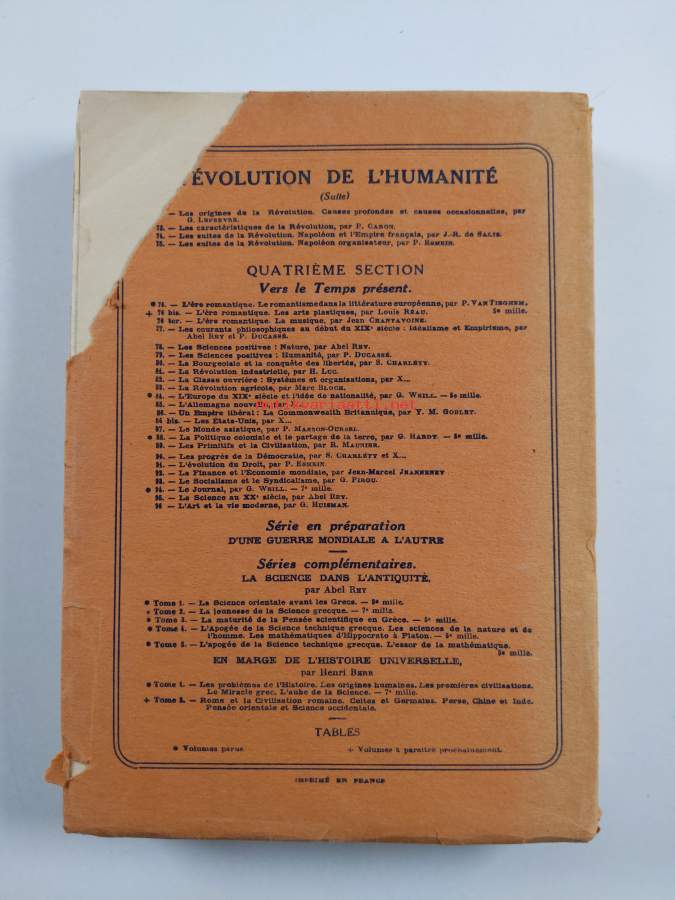 L'ÉVOLUTION DE L'HUMANITÉ
(Suite)
— Les origines de la Révolution. Causes profondes et causes occasionnelles, par
G. LEFEBVRE.
73. — Les caractéristiques de la Révolution, par P. CARON.
74. — Les suites de la Révolution. Napoléon et l'Empire français, par J.-R. de SALIS.
75. — Les suites de la Révolution. Napoléon organisateur, par P. ESMEIN.
QUATRIÈME SECTION
Vers le Temps présent.
• 76. — L'ère romantique. Le romantisme dans la littérature européenne, par P. VAN TIEGHEM.
+ 76 bis. — L'ère romantique. Les arts plastiques, par Louis RÉAU. 5e mille.
76 ter. — L'ère romantique. La musique, par Jean CHANTAVOINE.
77. — Les courants philosophiques au début du XIXe siècle : Idéalisme et Empirisme, par
Abel REY et P. DUCASSÉ.
78. — Les Sciences positives : Nature, par Abel REY.
79. — Les Sciences positives : Humanité, par P. DUCASSÉ.
80. — La Bourgeoisie et la conquête des libertés, par S. CHARLÉTY.
81. — La Révolution industrielle, par H. LUC.
82. — La Classe ouvrière : Systèmes et organisations, par X...
83. — La Révolution agricole, par Marc BLOCH.
• 84. — L'Europe du XIXe siècle et l'idée de nationalité, par G. WEILL. — 5e mille.
85. — L'Allemagne nouvelle, par
86. — Un Empire libéral : La Commonwealth Britannique, par Y. M. GOBLET.
86 bis. — Les Etats-Unis, par X...
87. — Le Monde asiatique, par P. MASSON-OURSEL.
• 88. — La Politique coloniale et le partage de la terre, par G. HARDY. — 5e mille.
89. — Les Primitifs et la Civilisation, par R. MAUNIER.
90. — Les progrès de la Démocratie, par S. CHARLÉTY et X...
91. — L'évolution du Droit, par P. ESMEIN.
92. — La Finance et l'Economie mondiale, par Jean-Marcel JEANNENEY
93. — Le Socialisme et le Syndicalisme, par G. PIROU.
• 94. — Le Journal, par G. WEILL. — 7e mille.
95. — La Science au XXe siècle, par Abel REY.
96 — L'Art et la vie moderne, par G. HUISMAN.
Série en préparation
D'UNE GUERRE MONDIALE A L'AUTRE
Séries complémentaires.
LA SCIENCE DANS L'ANTIQUITÉ,
par Abel REY
• Tome 1. — La Science orientale avant les Grecs. — 8e mille.
• Tome 2. — La jeunesse de la Science grecque. — 7e mille.
• Tome 3. — La maturité de la Pensée scientifique en Grèce. — 5e mille.
• Tome 4. — L'Apogée de la Science technique grecque. Les sciences de la nature et de
l'homme. Les mathématiques d'Hippocrate à Platon. — 5e mille.
• Tome 5. — L'apogée de la Science technique grecque. L'essor de la mathématique.
5e mille.
EN MARGE DE L'HISTOIRE UNIVERSELLE,
par Henri BERR
• Tome 1. — Les problèmes de l'Histoire. Les origines humaines. Les premières civilisations.
Le Miracle grec. L'aube de la Science. — 7e mille.
+ Tome 2. — Rome et la Civilisation romaine. Celtes et Germains. Perse, Chine et Inde.
Pensée orientale et Science occidentale.
TABLES
• Volumes parus. + Volumes à paraître prochainement.
IMPRIMÉ EN FRANCE